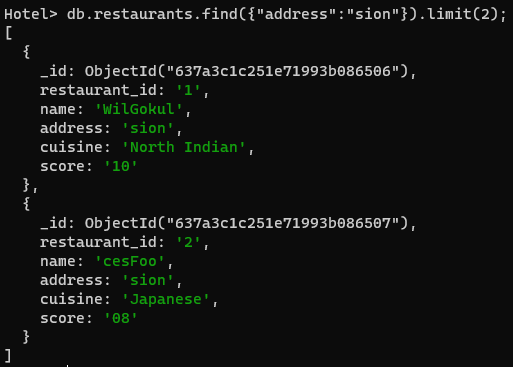 Hotel> db.restaurants.find({"address":"sion"}).limit(2);
[
  {
    _id: ObjectId("637a3c1c251e71993b086506"),
    restaurant_id: '1',
    name: 'WilGokul',
    address: 'sion',
    cuisine: 'North Indian',
    score: '10'
  },
  {
    _id: ObjectId("637a3c1c251e71993b086507"),
    restaurant_id: '2',
    name: 'cesFoo',
    address: 'sion',
    cuisine: 'Japanese',
    score: '08'
  }
]